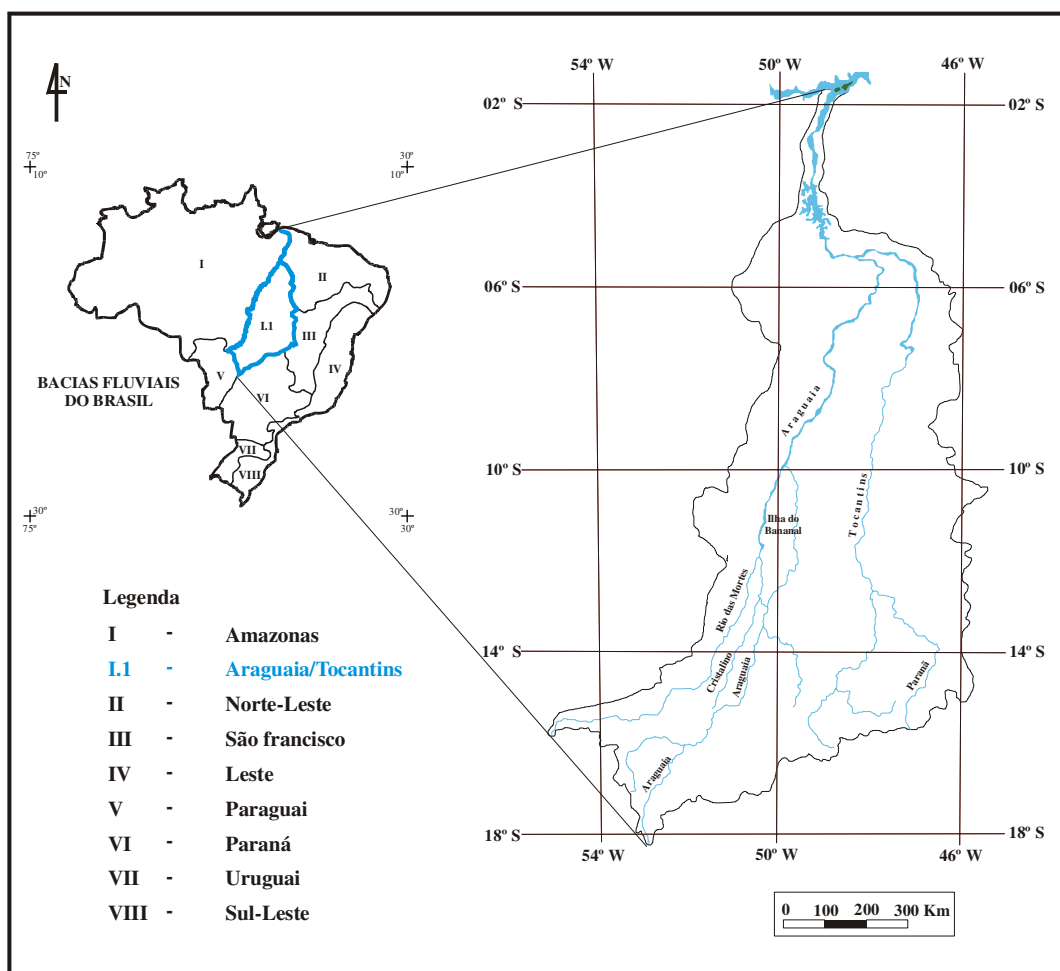 N
75º
10º
30º
10º
I
II
I.1
III
IV
V
VI
VII
VIII
BACIAS FLUVIAIS
DO BRASIL
30º
75º
30º
30º
Legenda
I - Amazonas
I.1 - Araguaia/Tocantins
II - Norte-Leste
III - São francisco
IV - Leste
V - Paraguai
VI - Paraná
VII - Uruguai
VIII - Sul-Leste
54º W 50º W 46º W
02º S 02º S
06º S 06º S
Araguaia
10º S 10º S
Tocantins
Ilha do
Bananal
Rio das Mortes
14º S 14º S
Cristalino
Araguaia
Paranã
Araguaia
18º S 18º S
54º W 50º W 46º W
0 100 200 300 Km